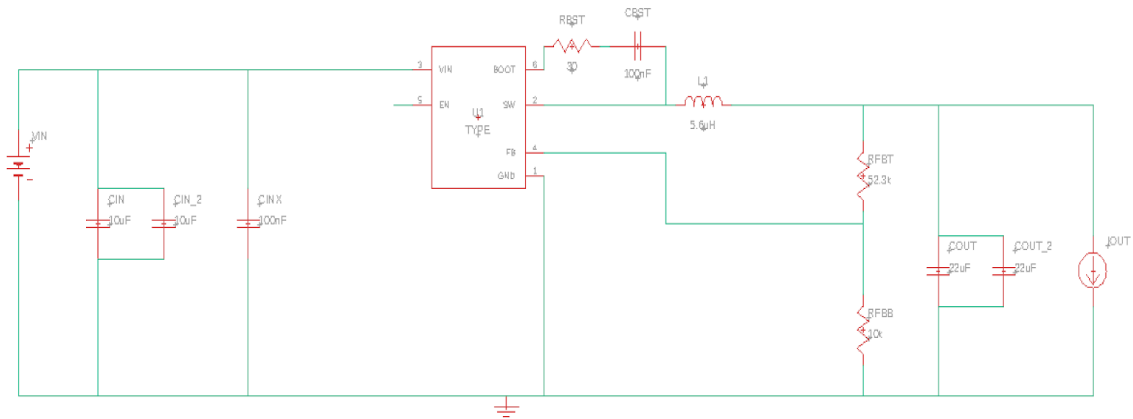 RBST
CBST
30
100nF
3
VIN
BOOT
6
5
EN
SW
2
U1
TYPE
FB
4
GND
1
L1
5.6uH
VIN
+
-
CIN
10uF
CIN_2
10uF
CINX
100nF
RFBT
52.3k
RFBB
10k
COUT
22uF
COUT_2
22uF
IOUT